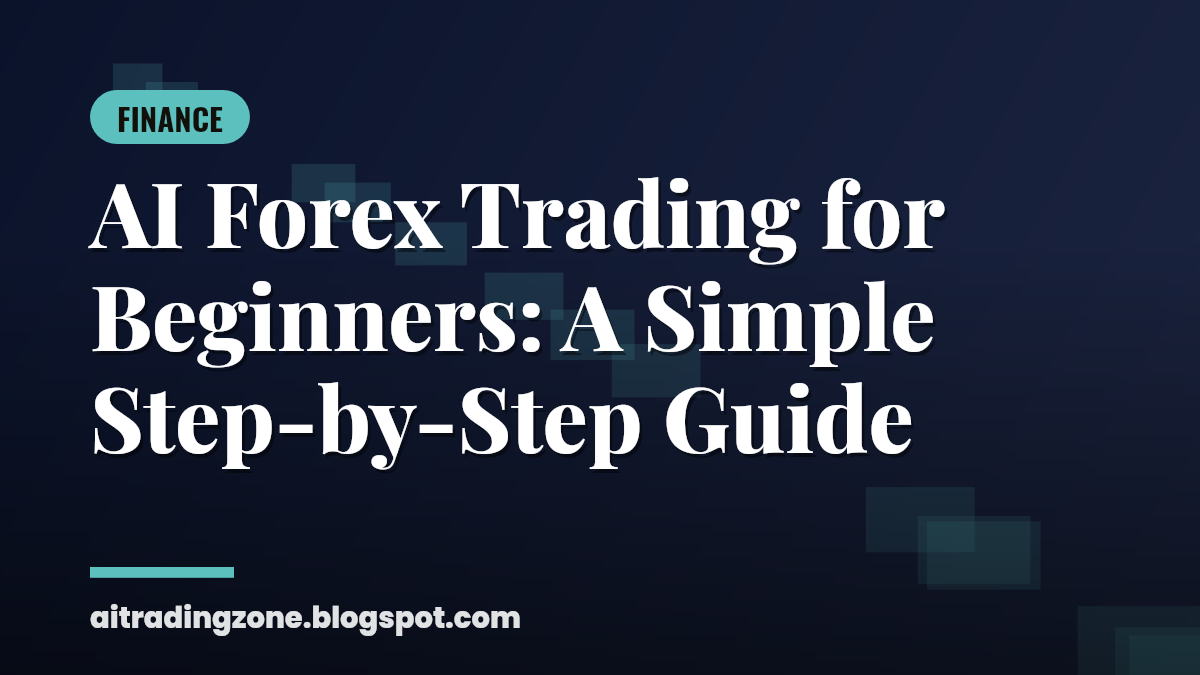 FINANCE
AI Forex Trading for
Beginners: A Simple
Step-by-Step Guide
aitradingzone.blogspot.com